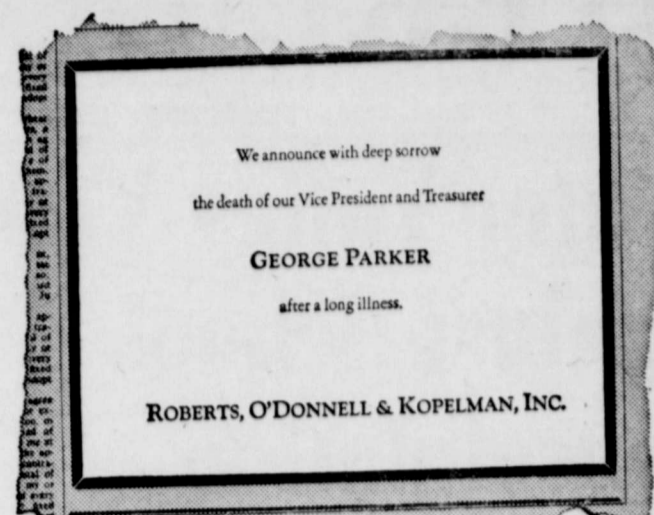 We announce with deep sorrow
the death of our Vice President and Treasurer
GEORGE PARKER
after a long illness.
ROBERTS, O'DONNELL & KOPELMAN, INC.